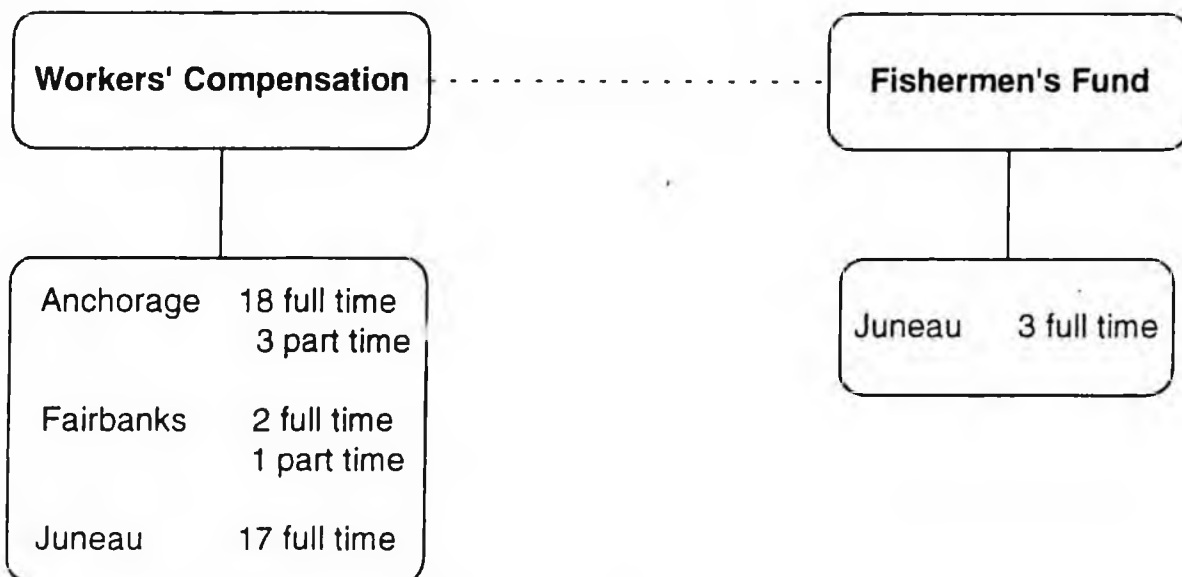 Workers' Compensation
Fishermen's Fund
Anchorage 18 full time
3 part time
Fairbanks 2 full time
1 part time
Juneau 17 full time
Juneau 3 full time